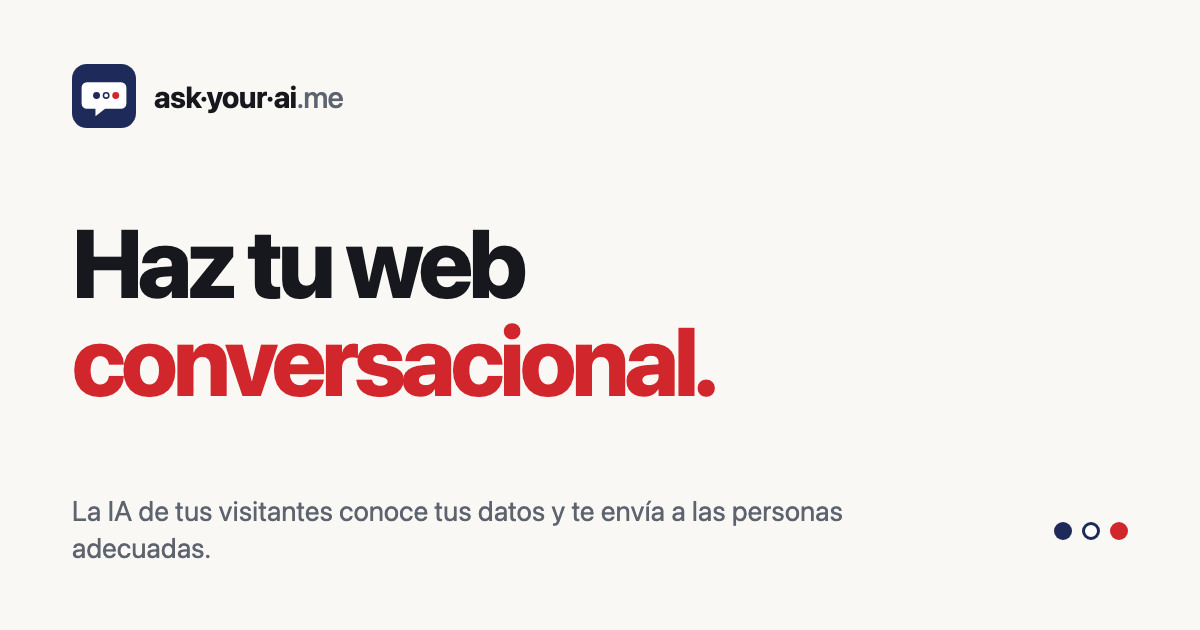 ask·your·ai.me
Haz tu web
conversacional.
La IA de tus visitantes conoce tus datos y te envía a las personas
adecuadas.